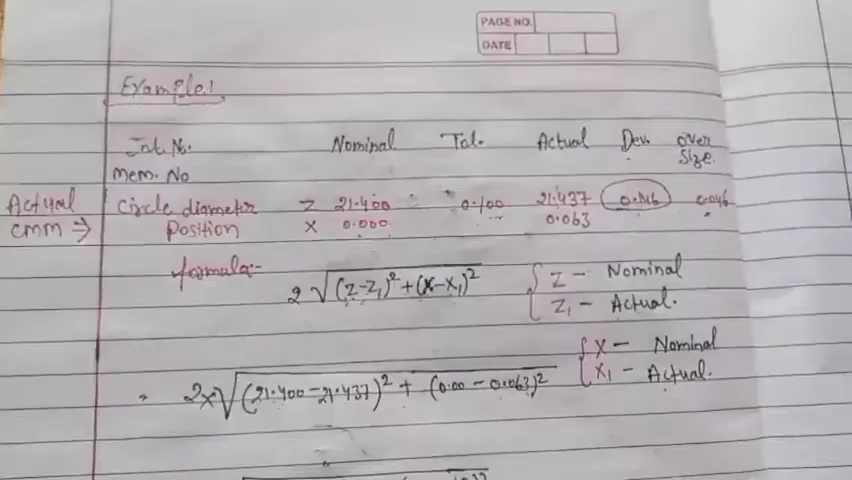 PAGE NO.
DATE
Example:
Int. No. Nominal Tol. Actual Dev. over size
Mem. No
Actual cmm ⇒
Circle diameter Z 21.400 0.100 21.437 0.146 0.046
Position X 0.000 0.063
formula:-
2√(Z-Z₁)²+(X-X₁)²
Z - Nominal
Z₁ - Actual.
X - Nominal
X₁ - Actual.
2×√(21.400-21.437)² + (0.00 - 0.063)²